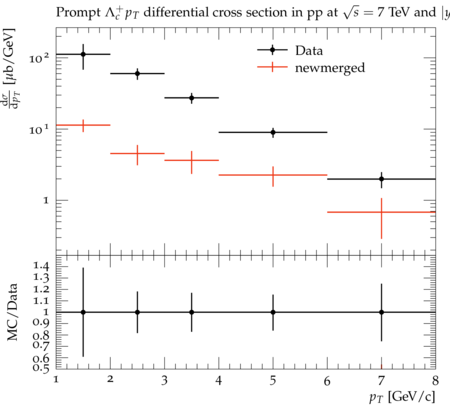 Prompt Λc+ pT differential cross section in pp at √s = 7 TeV and |y
dσ/dpT [μb/GeV]
10²
10¹
1
Data
newmerged
MC/Data
1.4
1.3
1.2
1.1
1
0.9
0.8
0.7
0.6
0.5
1 2 3 4 5 6 7 8
pT [GeV/c]